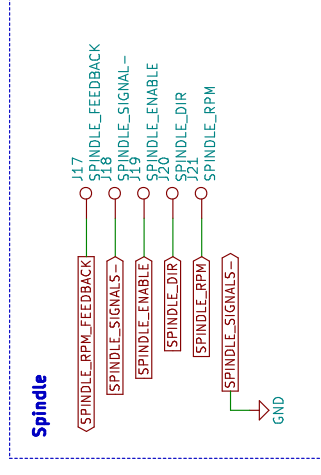 Spindle
J17
SPINDLE_FEEDBACK
J18
SPINDLE_SIGNAL-
J19
SPINDLE_ENABLE
J20
SPINDLE_DIR
J21
SPINDLE_RPM
SPINDLE_RPM_FEEDBACK
SPINDLE_SIGNALS-
SPINDLE_ENABLE
SPINDLE_DIR
SPINDLE_RPM
SPINDLE_SIGNALS-
GND